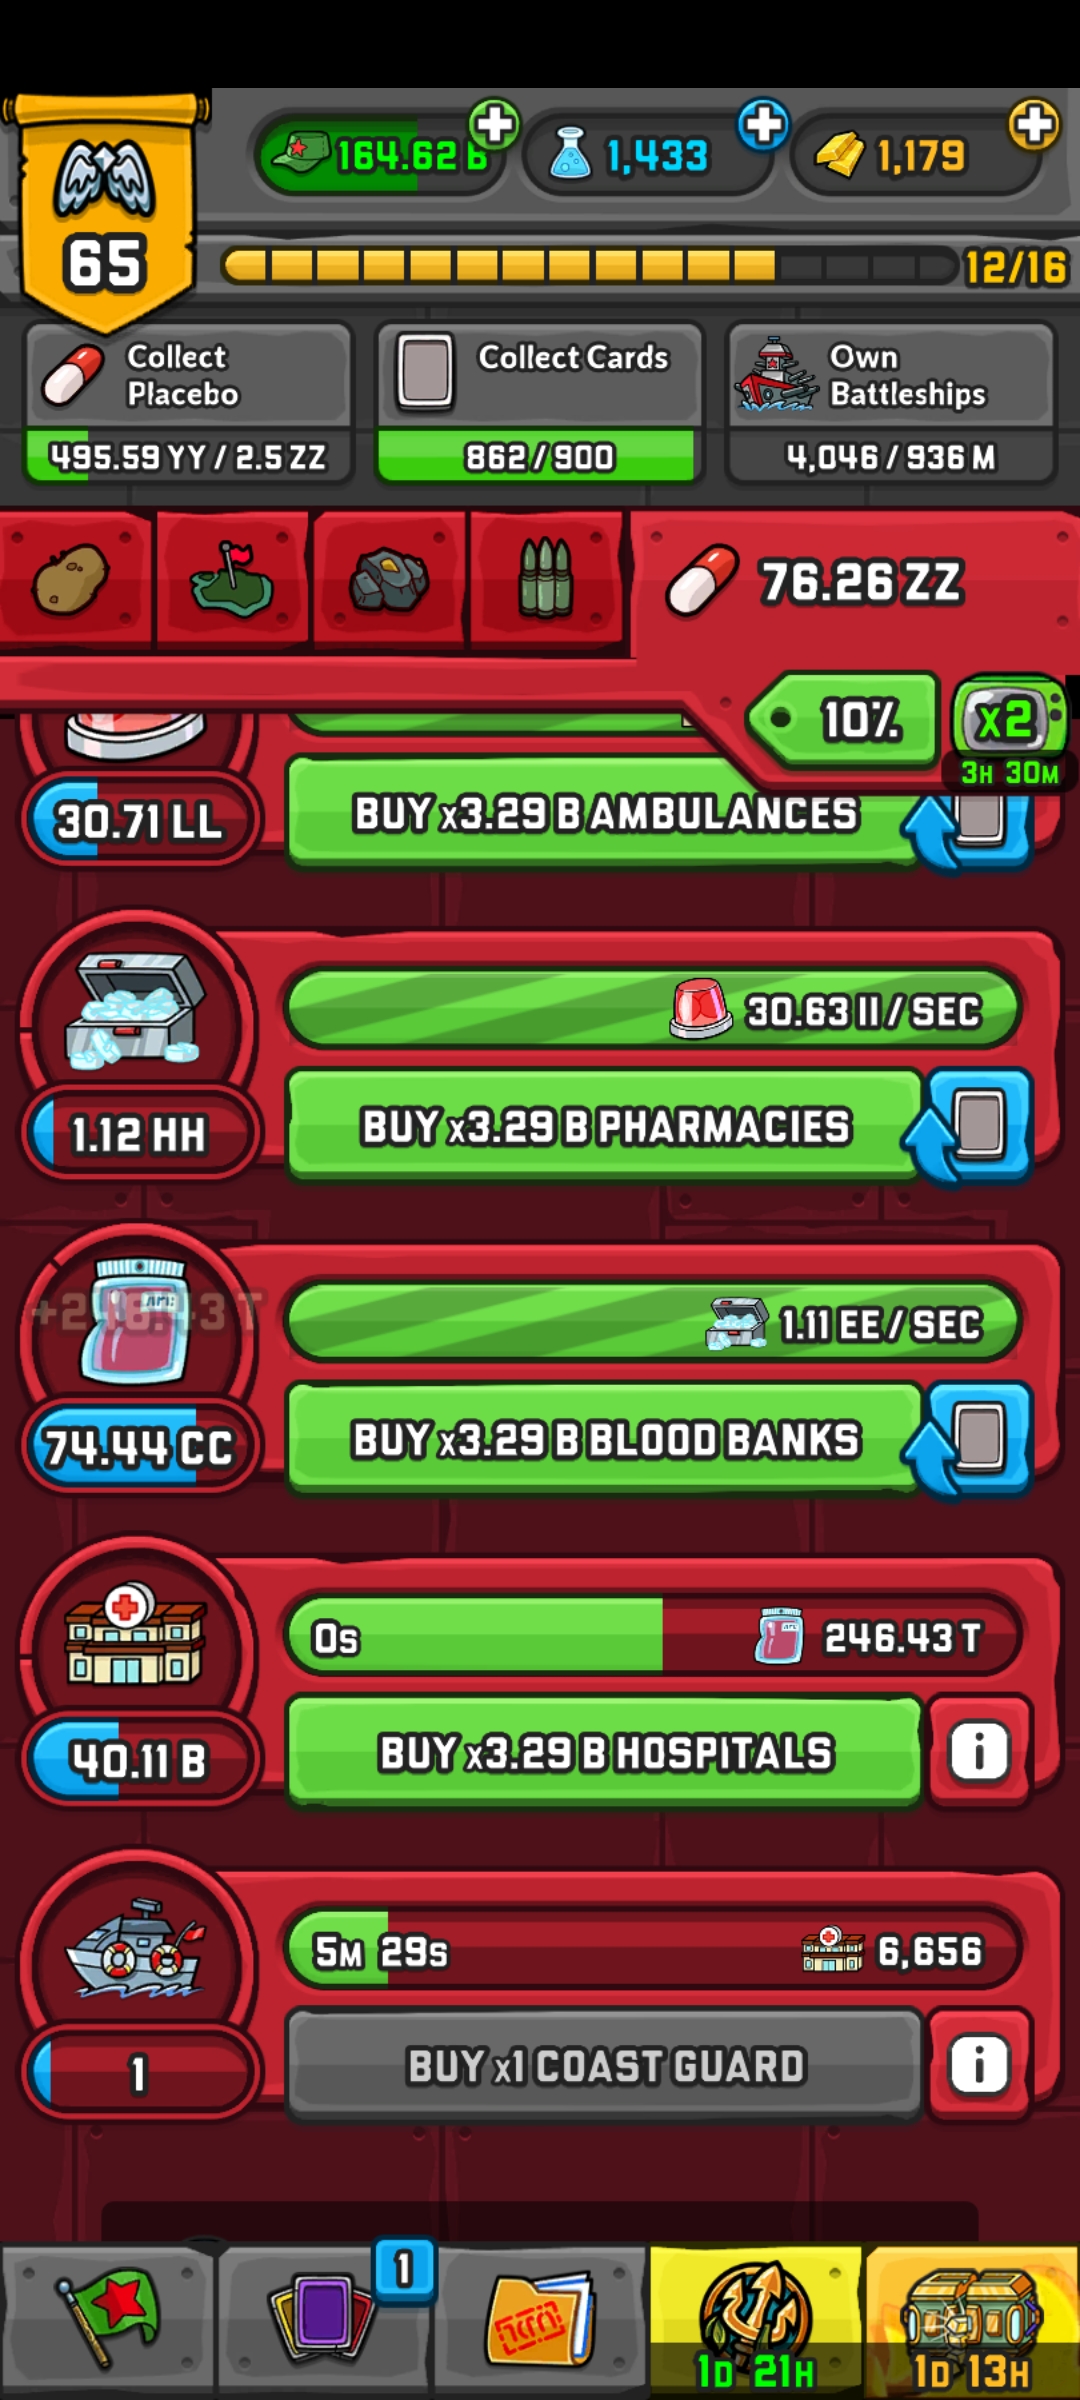 164.62 B
1,433
1,179
65
12/16
Collect
Placebo
Collect Cards
Own
Battleships
495.59 YY / 2.5 ZZ
862/900
4,046 / 936 M
76.26 ZZ
10%
x2
3H 30M
30.71 LL
BUY x3.29 B AMBULANCES
30.63 II / SEC
1.12 HH
BUY x3.29 B PHARMACIES
+246.43 T
1.11 EE / SEC
74.44 CC
BUY x3.29 B BLOOD BANKS
0s
246.43 T
40.11 B
BUY x3.29 B HOSPITALS
i
5M 29s
6,656
1
BUY x1 COAST GUARD
i
1
1D 21H
1D 13H